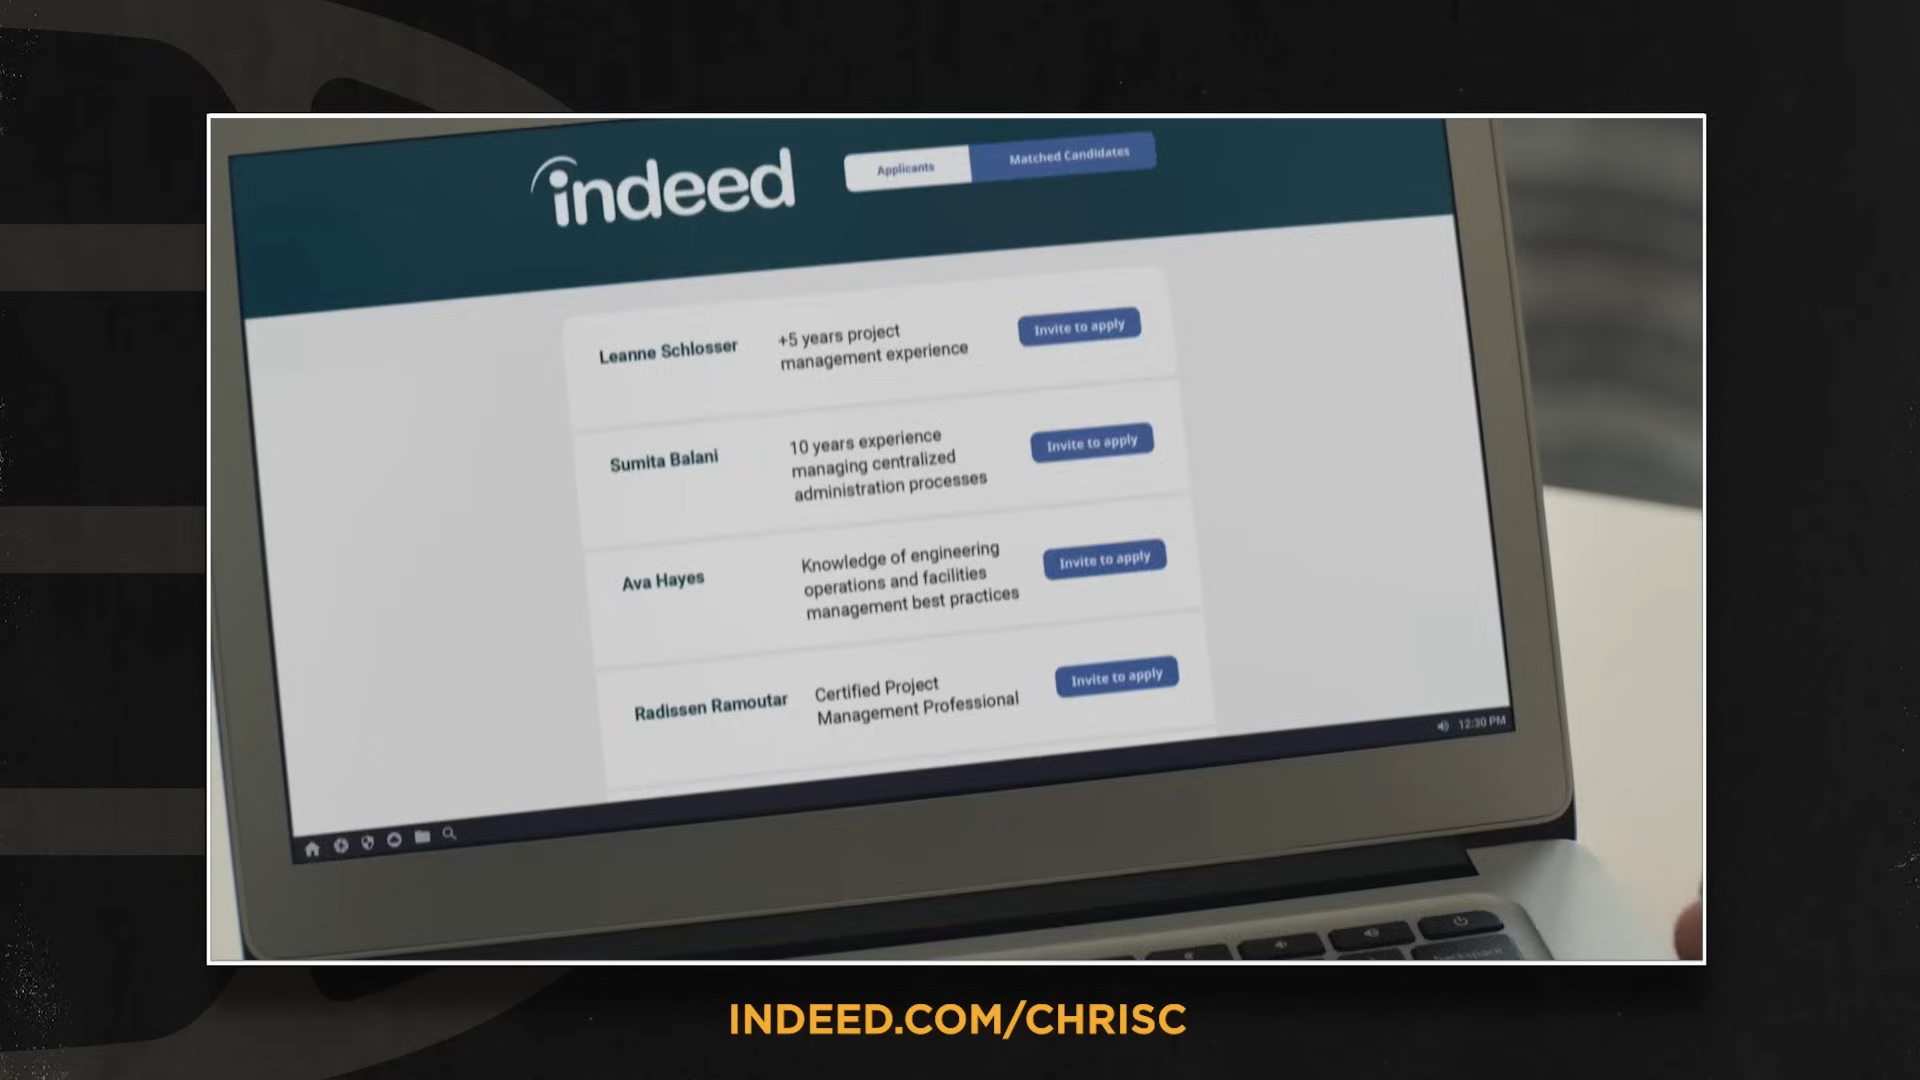 indeed
Applicants
Matched Candidates
Leanne Schlosser
+5 years project
management experience
Invite to apply
Sumita Balani
10 years experience
managing centralized
administration processes
Invite to apply
Ava Hayes
Knowledge of engineering
operations and facilities
management best practices
Invite to apply
Radissen Ramoutar
Certified Project
Management Professional
Invite to apply
12:30 PM
backspace
INDEED.COM/CHRISC